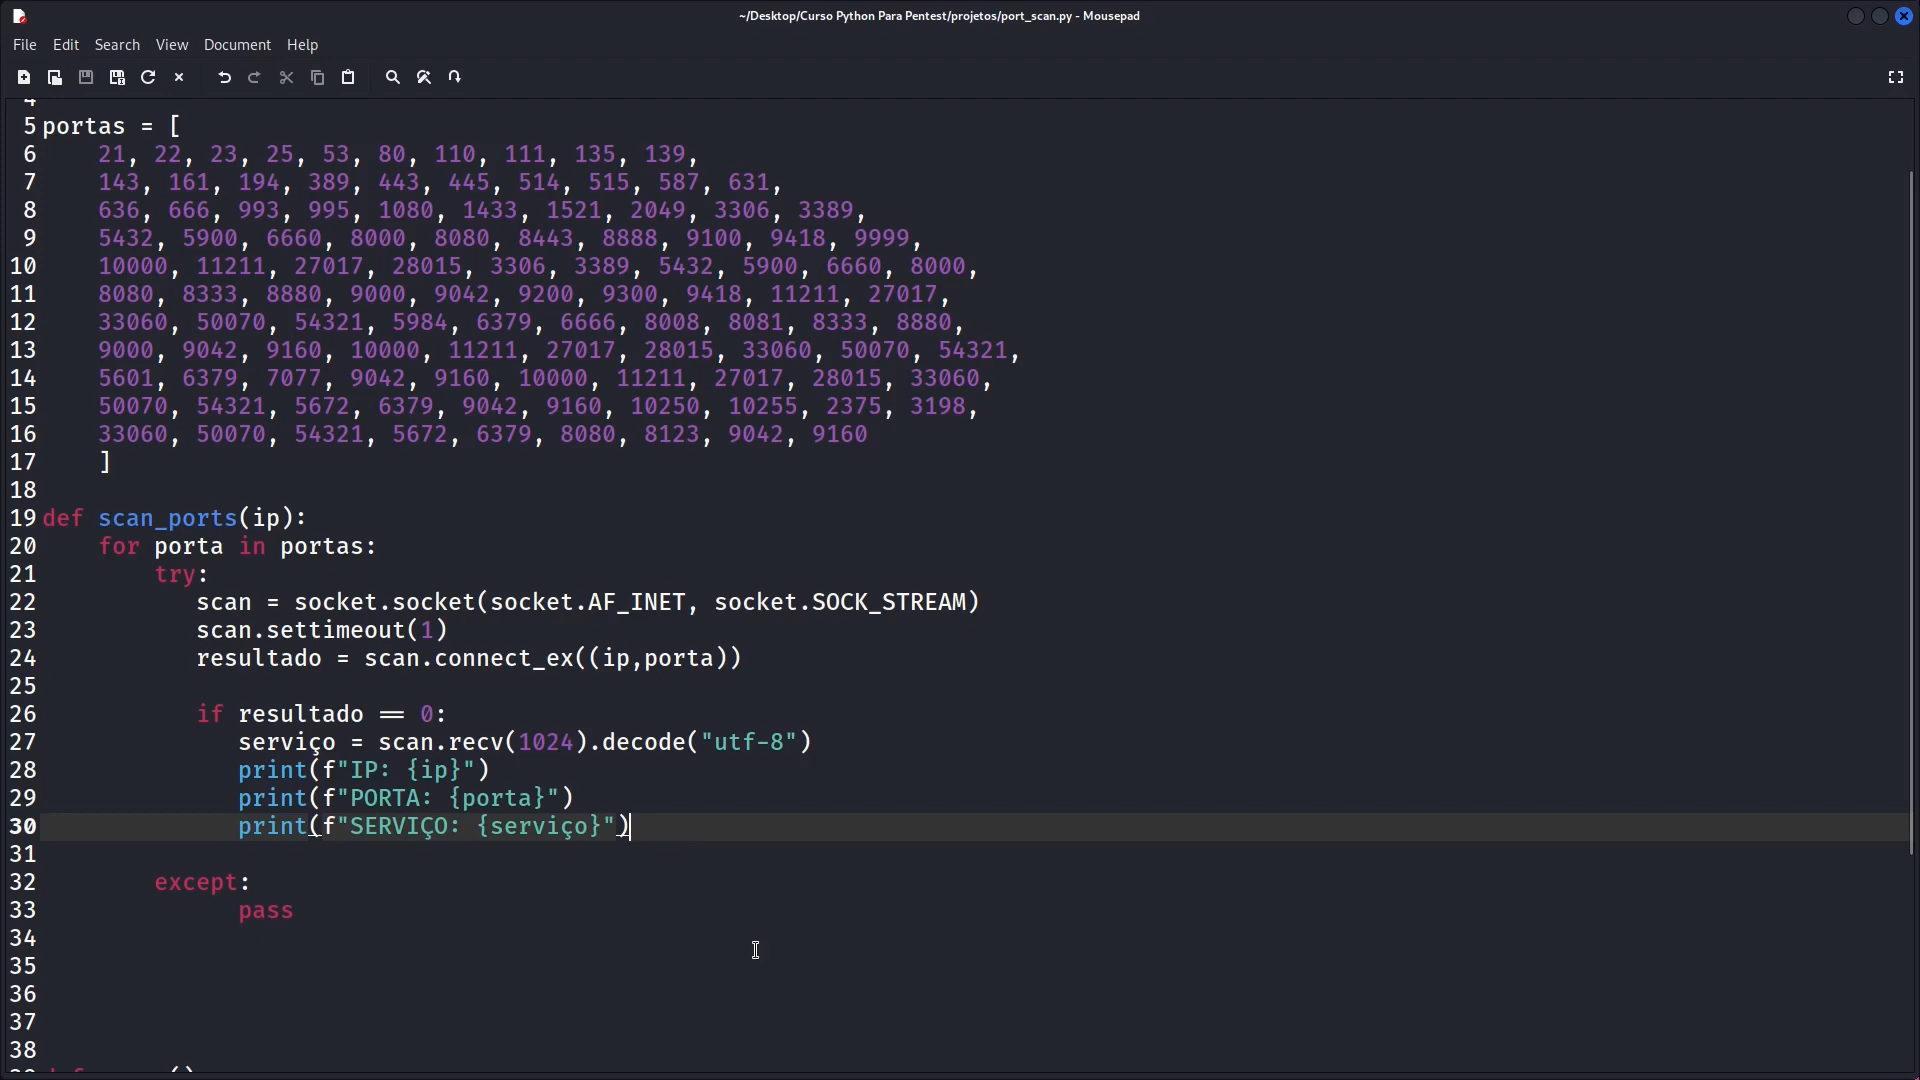 ~/Desktop/Curso Python Para Pentest/projetos/port_scan.py - Mousepad
File Edit Search View Document Help
4
5 portas = [
6     21, 22, 23, 25, 53, 80, 110, 111, 135, 139,
7     143, 161, 194, 389, 443, 445, 514, 515, 587, 631,
8     636, 666, 993, 995, 1080, 1433, 1521, 2049, 3306, 3389,
9     5432, 5900, 6660, 8000, 8080, 8443, 8888, 9100, 9418, 9999,
10     10000, 11211, 27017, 28015, 3306, 3389, 5432, 5900, 6660, 8000,
11     8080, 8333, 8880, 9000, 9042, 9200, 9300, 9418, 11211, 27017,
12     33060, 50070, 54321, 5984, 6379, 6666, 8008, 8081, 8333, 8880,
13     9000, 9042, 9160, 10000, 11211, 27017, 28015, 33060, 50070, 54321,
14     5601, 6379, 7077, 9042, 9160, 10000, 11211, 27017, 28015, 33060,
15     50070, 54321, 5672, 6379, 9042, 9160, 10250, 10255, 2375, 3198,
16     33060, 50070, 54321, 5672, 6379, 8080, 8123, 9042, 9160
17     ]
18
19 def scan_ports(ip):
20     for porta in portas:
21         try:
22            scan = socket.socket(socket.AF_INET, socket.SOCK_STREAM)
23            scan.settimeout(1)
24            resultado = scan.connect_ex((ip,porta))
25
26            if resultado == 0:
27               serviço = scan.recv(1024).decode("utf-8")
28               print(f"IP: {ip}")
29               print(f"PORTA: {porta}")
30               print(f"SERVIÇO: {serviço}")
31
32         except:
33               pass
34
35
36
37
38